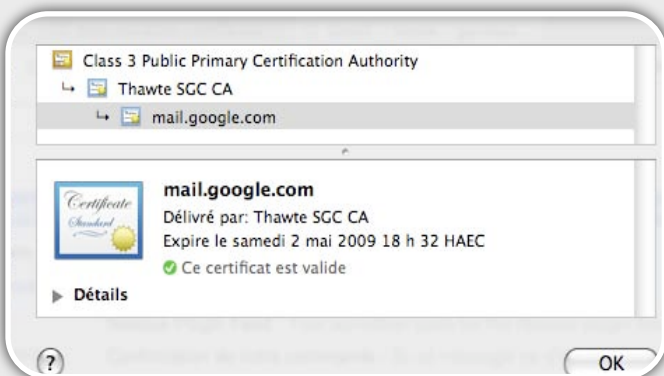 Class 3 Public Primary Certification Authority
Thawte SGC CA
mail.google.com
Certificate
Standard
mail.google.com
Délivré par: Thawte SGC CA
Expire le samedi 2 mai 2009 18 h 32 HAEC
Ce certificat est valide
Détails
?
OK